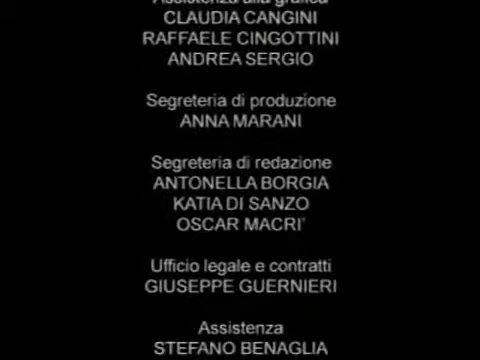 Assistenza alla grafica
CLAUDIA CANGINI
RAFFAELE CINGOTTINI
ANDREA SERGIO
Segreteria di produzione
ANNA MARANI
Segreteria di redazione
ANTONELLA BORGIA
KATIA DI SANZO
OSCAR MACRI'
Ufficio legale e contratti
GIUSEPPE GUERNIERI
Assistenza
STEFANO BENAGLIA